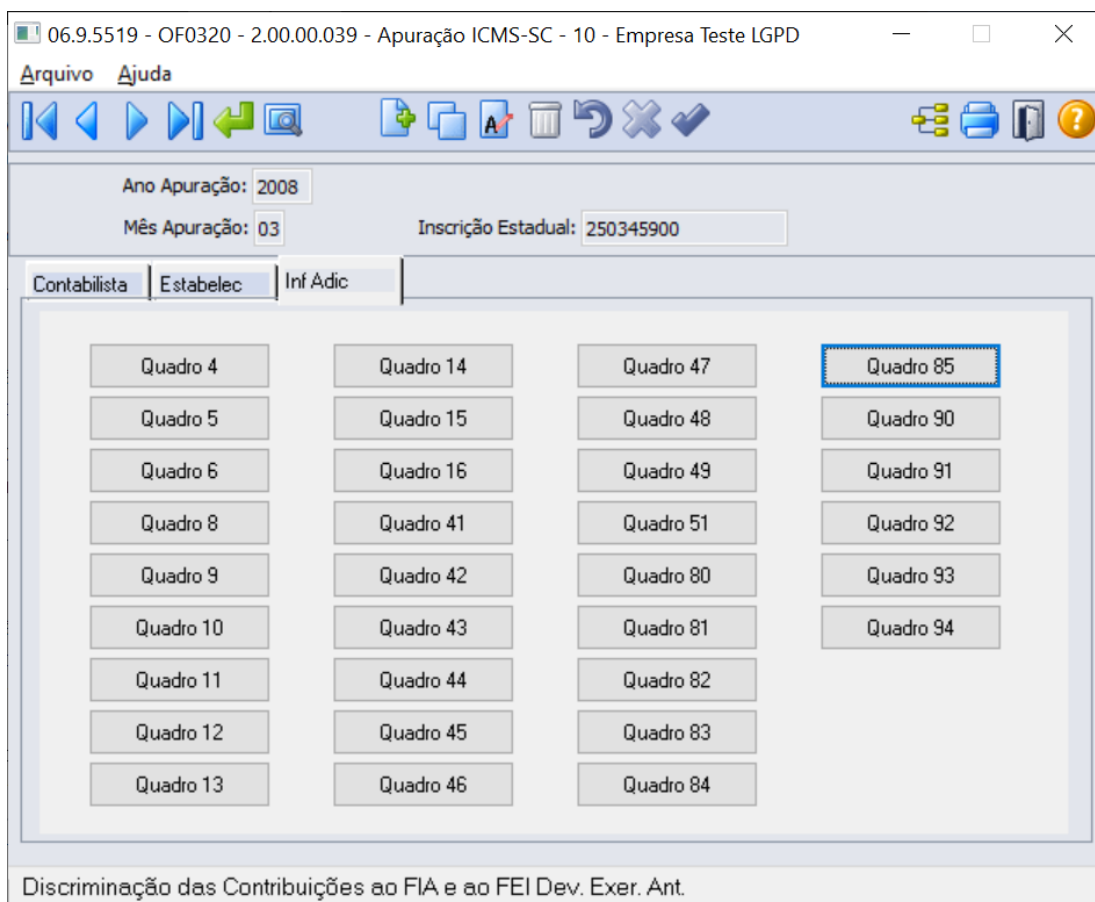 06.9.5519 - OF0320 - 2.00.00.039 - Apuração ICMS-SC - 10 - Empresa Teste LGPD
Arquivo Ajuda
Ano Apuração: 2008
Mês Apuração: 03 Inscrição Estadual: 250345900
Contabilista Estabelec Inf Adic
Quadro 4 Quadro 14 Quadro 47 Quadro 85
Quadro 5 Quadro 15 Quadro 48 Quadro 90
Quadro 6 Quadro 16 Quadro 49 Quadro 91
Quadro 8 Quadro 41 Quadro 51 Quadro 92
Quadro 9 Quadro 42 Quadro 80 Quadro 93
Quadro 10 Quadro 43 Quadro 81 Quadro 94
Quadro 11 Quadro 44 Quadro 82
Quadro 12 Quadro 45 Quadro 83
Quadro 13 Quadro 46 Quadro 84
Discriminação das Contribuições ao FIA e ao FEI Dev. Exer. Ant.